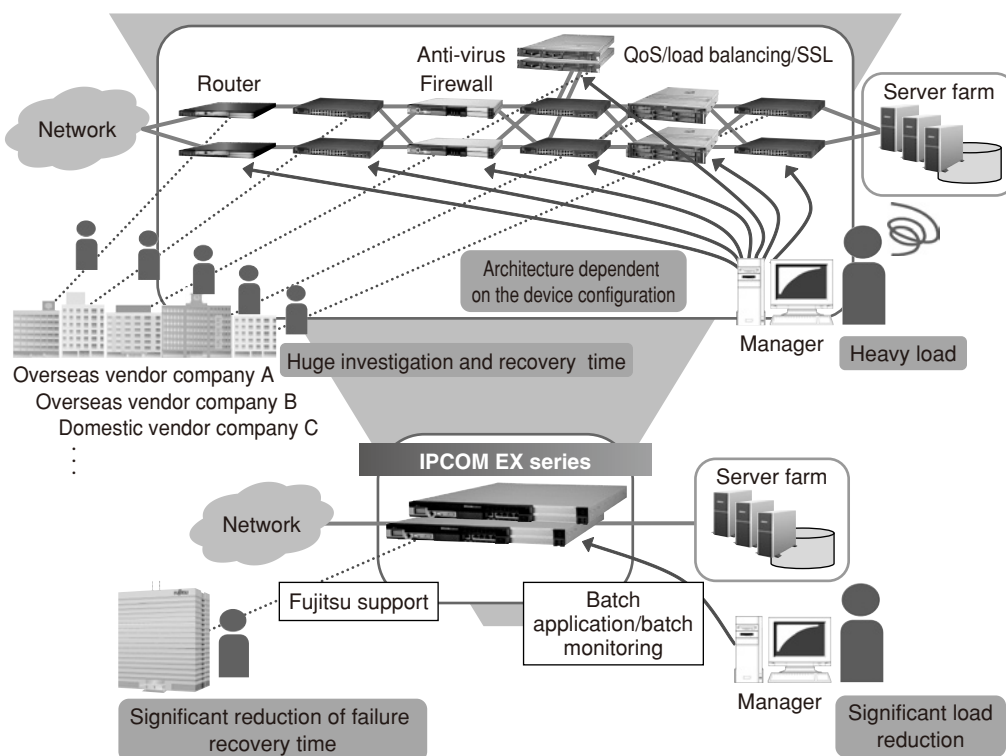 Anti-virus
QoS/load balancing/SSL
Router
Firewall
Server farm
Network
Architecture dependent
on the device configuration
Manager
Heavy load
Huge investigation and recovery time
Overseas vendor company A
Overseas vendor company B
Domestic vendor company C
IPCOM EX series
Server farm
Network
Fujitsu support
Batch
application/batch
monitoring
Manager
Significant reduction of failure
recovery time
Significant load
reduction